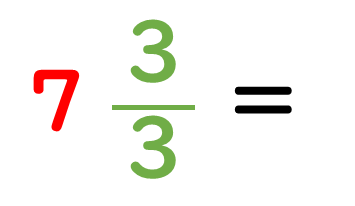 7 3/3 =